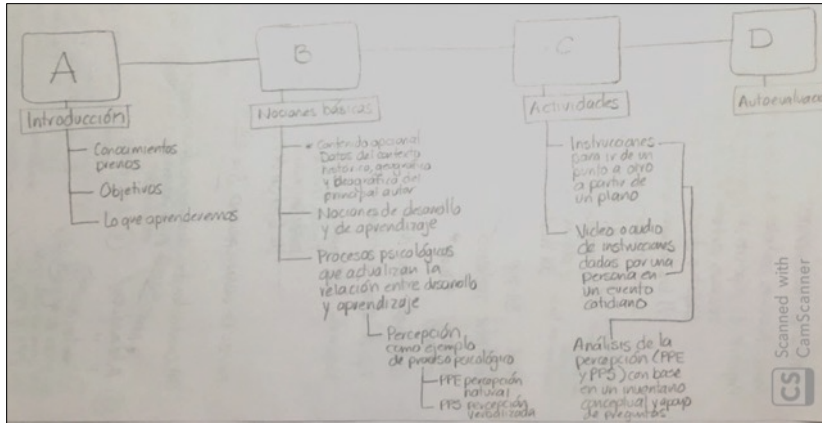 A
Introducción
Conocimientos
previos
Objetivos
Lo que aprenderemos
B
Nociones básicas
* Contenido opcional
Datos del contexto
histórico, geográfico
y biográfico del
principal autor
Nociones de desarrollo
y de aprendizaje
Procesos psicológicos
que actualizan la
relación entre desarrollo
y aprendizaje
Percepción
como ejemplo
de proceso psicológico
PPE percepción
natural
PPS percepción
verbalizada
C
Actividades
Instrucciones
para ir de un
punto a otro
a partir de
un plano
Video o audio
de instrucciones
dadas por una
persona en
un evento
cotidiano
Análisis de la
percepción (PPE
y PPS) con base
en un inventario
conceptual y apoyo
de preguntas
D
Autoevaluac
CS Scanned with
CamScanner